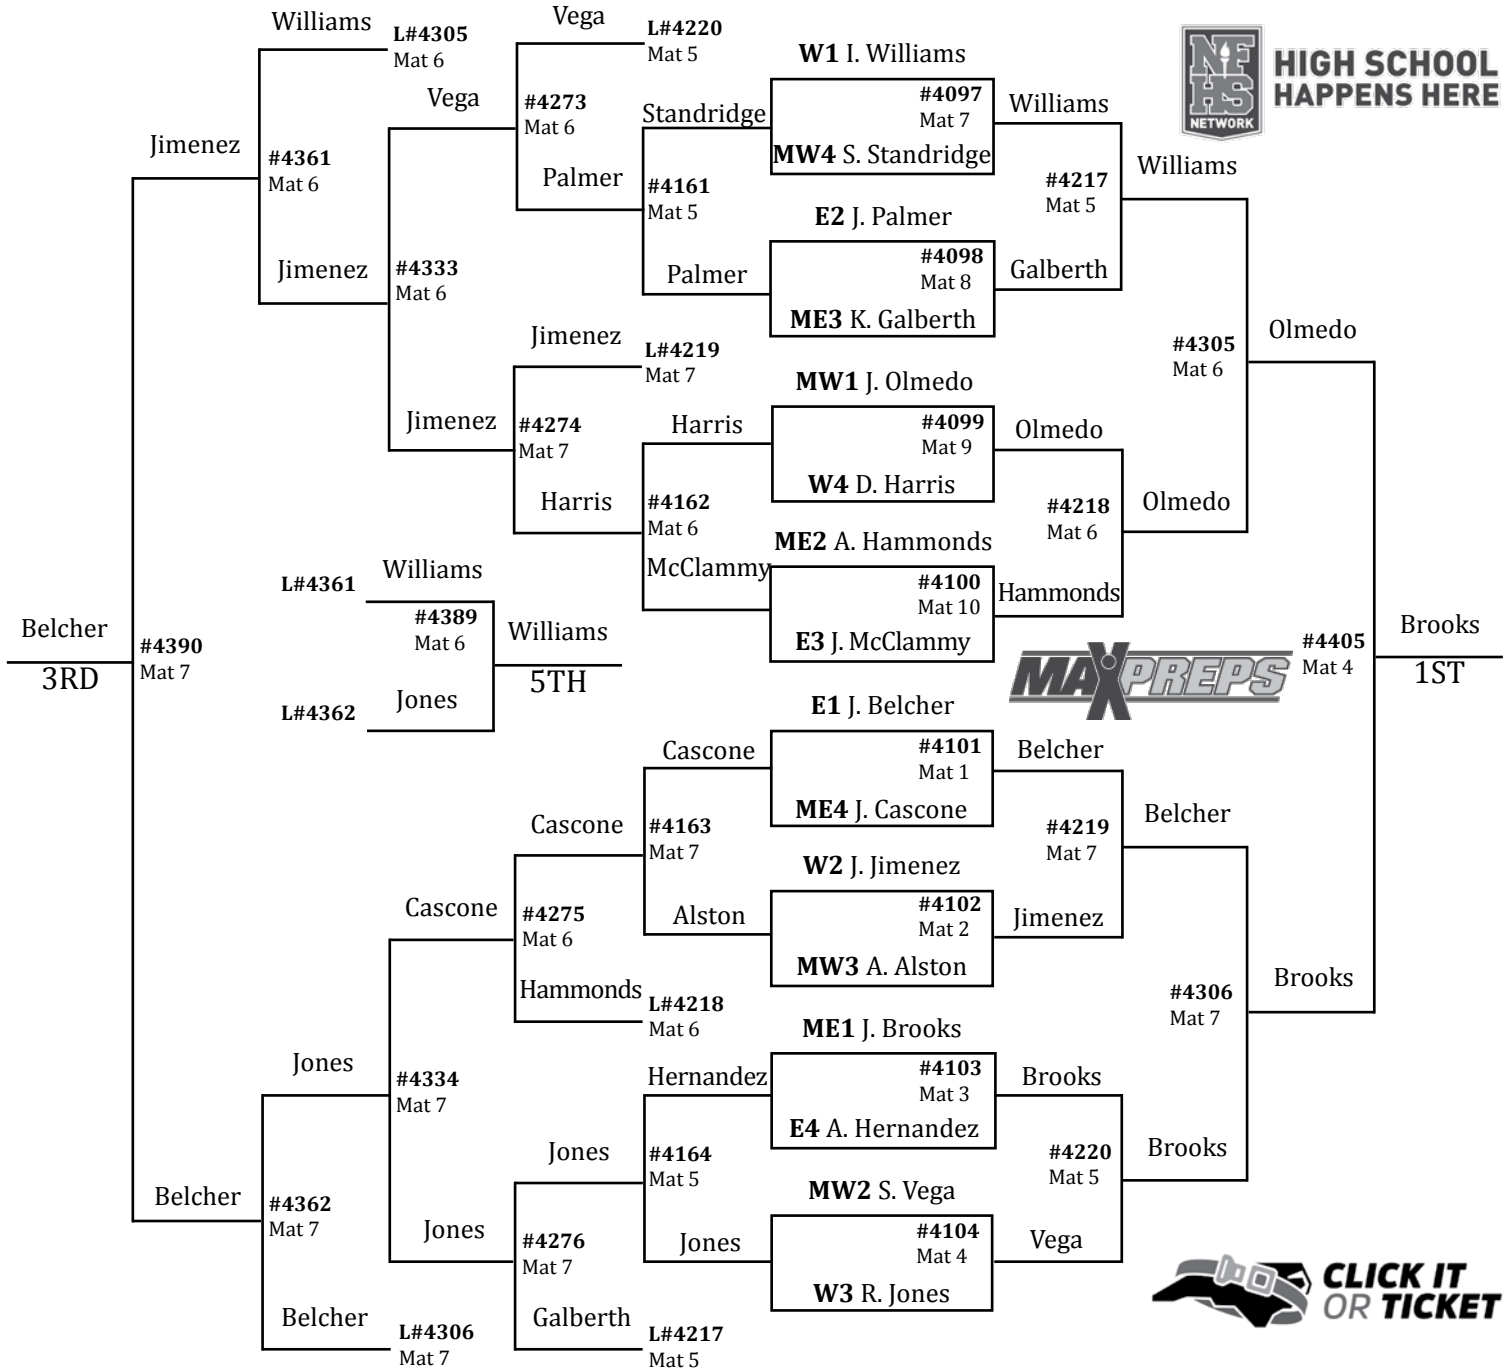 Williams
L#4305
Mat 6
Vega
L#4220
Mat 5
W1 I. Williams
NFHS
NETWORK
HIGH SCHOOL
HAPPENS HERE
Vega
#4273
Mat 6
Standridge
#4097
Mat 7
Williams
Jimenez
#4361
Mat 6
MW4 S. Standridge
Williams
Palmer
#4161
Mat 5
#4217
Mat 5
E2 J. Palmer
Jimenez
#4333
Mat 6
Palmer
#4098
Mat 8
Galberth
ME3 K. Galberth
Jimenez
L#4219
Mat 7
#4305
Mat 6
Olmedo
MW1 J. Olmedo
Jimenez
#4274
Mat 7
Harris
#4099
Mat 9
Olmedo
W4 D. Harris
Harris
#4162
Mat 6
#4218
Mat 6
Olmedo
ME2 A. Hammonds
L#4361
Williams
McClammy
#4100
Mat 10
Hammonds
Belcher
3RD
#4390
Mat 7
#4389
Mat 6
Williams
5TH
E3 J. McClammy
MAXPREPS
#4405
Mat 4
Brooks
1ST
L#4362
Jones
E1 J. Belcher
Cascone
#4101
Mat 1
Belcher
ME4 J. Cascone
Cascone
#4163
Mat 7
#4219
Mat 7
Belcher
W2 J. Jimenez
Cascone
#4275
Mat 6
Alston
#4102
Mat 2
Jimenez
MW3 A. Alston
Hammonds
L#4218
Mat 6
#4306
Mat 7
Brooks
ME1 J. Brooks
Jones
#4334
Mat 7
Hernandez
#4103
Mat 3
Brooks
E4 A. Hernandez
Jones
#4164
Mat 5
#4220
Mat 5
Brooks
MW2 S. Vega
Belcher
#4362
Mat 7
Jones
#4276
Mat 7
Jones
#4104
Mat 4
Vega
W3 R. Jones
Belcher
L#4306
Mat 7
Galberth
L#4217
Mat 5
CLICK IT
OR TICKET